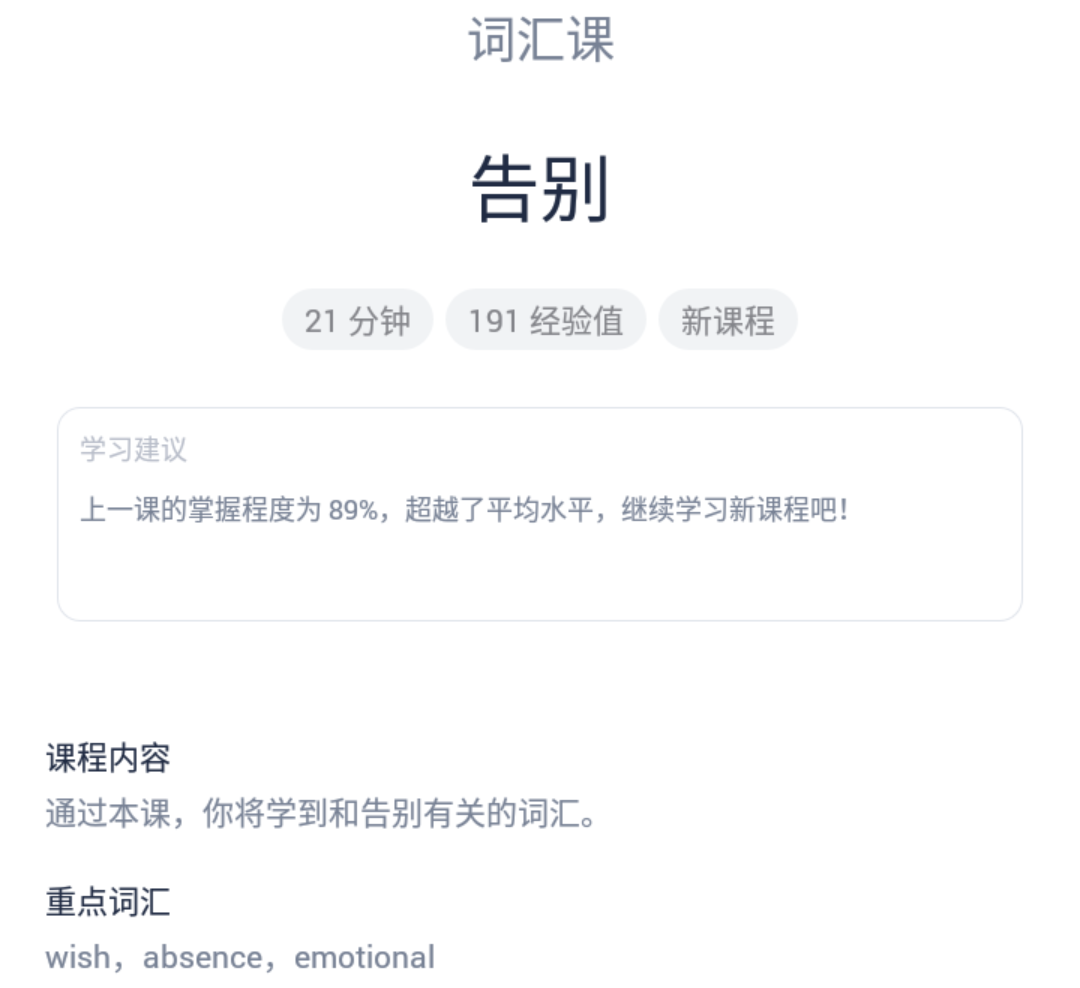 词汇课
告别
21 分钟 191 经验值 新课程
学习建议
上一课的掌握程度为 89%，超越了平均水平，继续学习新课程吧！
课程内容
通过本课，你将学到和告别有关的词汇。
重点词汇
wish，absence，emotional